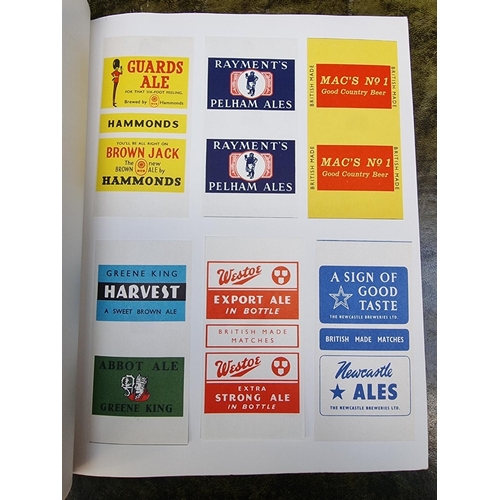 GUARDS
ALE
FOR THAT SIX-FOOT FEELING
Brewed by Hammonds
HAMMONDS
YOU'LL BE ALL RIGHT ON
BROWN JACK
The new
BROWN ALE by
HAMMONDS
RAYMENT'S
PELHAM ALES
RAYMENT'S
PELHAM ALES
BRITISH MADE
MAC'S Nº 1
Good Country Beer
BRITISH MADE
BRITISH MADE
MAC'S Nº 1
Good Country Beer
BRITISH MADE
GREENE KING
HARVEST
A SWEET BROWN ALE
ABBOT ALE
GREENE KING
Westoe
EXPORT ALE
IN BOTTLE
BRITISH MADE
MATCHES
Westoe
EXTRA
STRONG ALE
IN BOTTLE
A SIGN OF
GOOD
TASTE
THE NEWCASTLE BREWERIES LTD.
BRITISH MADE MATCHES
Newcastle
ALES
THE NEWCASTLE BREWERIES LTD.